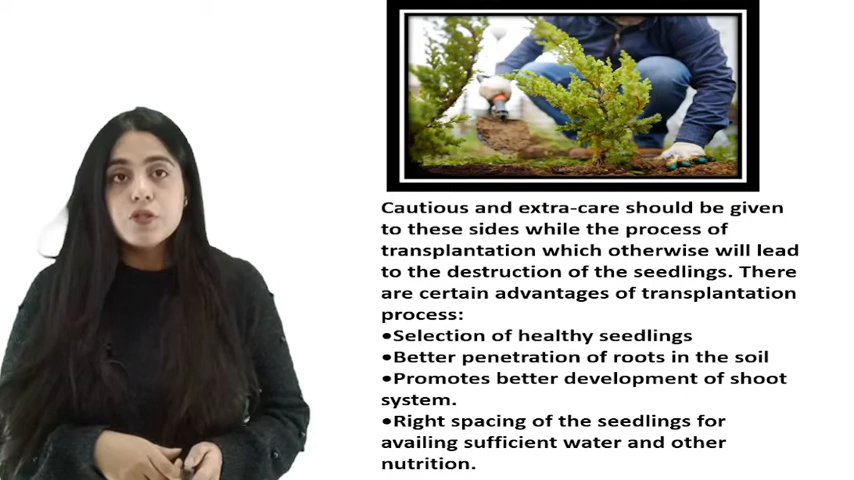 Cautious and extra-care should be given
to these sides while the process of
transplantation which otherwise will lead
to the destruction of the seedlings. There
are certain advantages of transplantation
process:
•Selection of healthy seedlings
•Better penetration of roots in the soil
•Promotes better development of shoot
system.
•Right spacing of the seedlings for
availing sufficient water and other
nutrition.